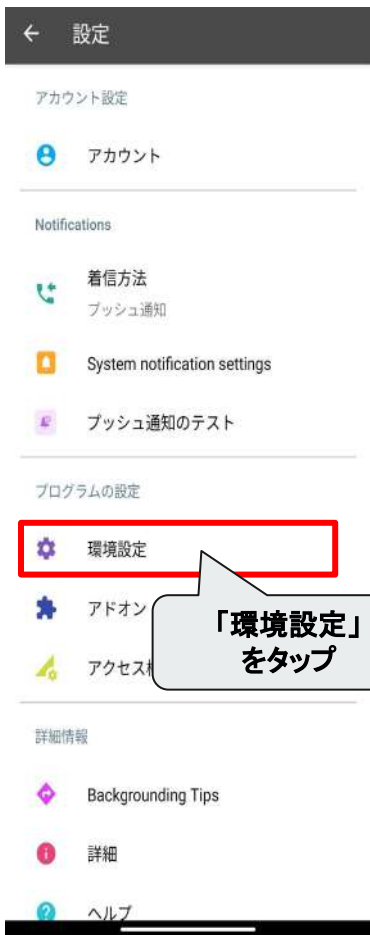 設定
アカウント設定
アカウント
Notifications
着信方法
プッシュ通知
System notification settings
プッシュ通知のテスト
プログラムの設定
環境設定
アドオン
「環境設定」
をタップ
アクセス
詳細情報
Backgrounding Tips
詳細
ヘルプ